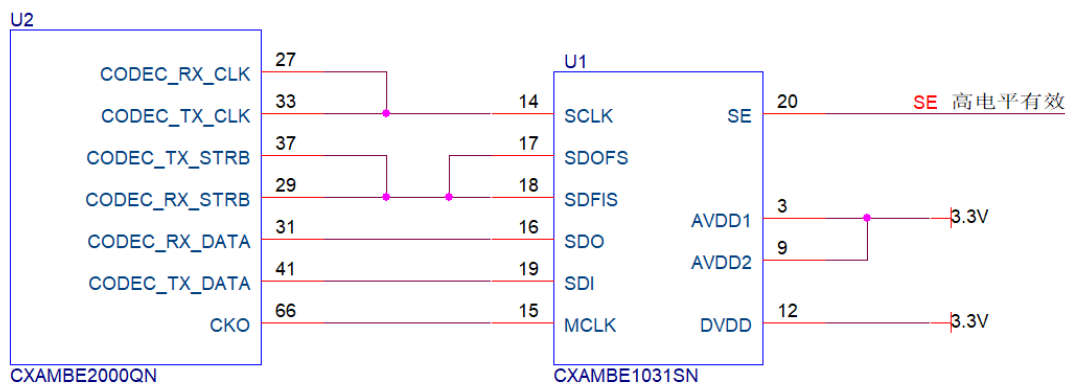 U2
CODEC_RX_CLK 27
CODEC_TX_CLK 33
CODEC_TX_STRB 37
CODEC_RX_STRB 29
CODEC_RX_DATA 31
CODEC_TX_DATA 41
CKO 66
CXAMBE2000QN
U1
14 SCLK
17 SDOFS
18 SDFIS
16 SDO
19 SDI
15 MCLK
SE 20
AVDD1 3
AVDD2 9
DVDD 12
CXAMBE1031SN
SE 高电平有效
3.3V
3.3V